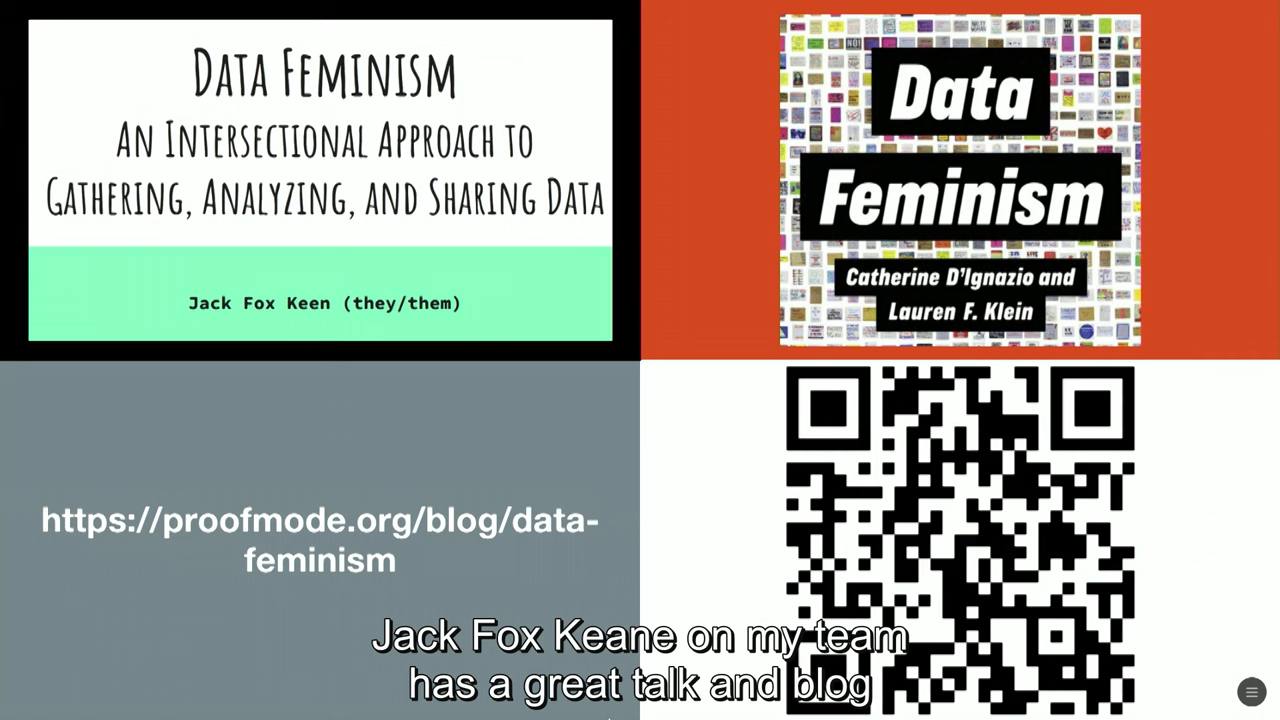 DATA FEMINISM
AN INTERSECTIONAL APPROACH TO
GATHERING, ANALYZING, AND SHARING DATA
Jack Fox Keen (they/them)
Data
Feminism
Catherine D'Ignazio and
Lauren F. Klein
https://proofmode.org/blog/data-
feminism
Jack Fox Keane on my team
has a great talk and blog